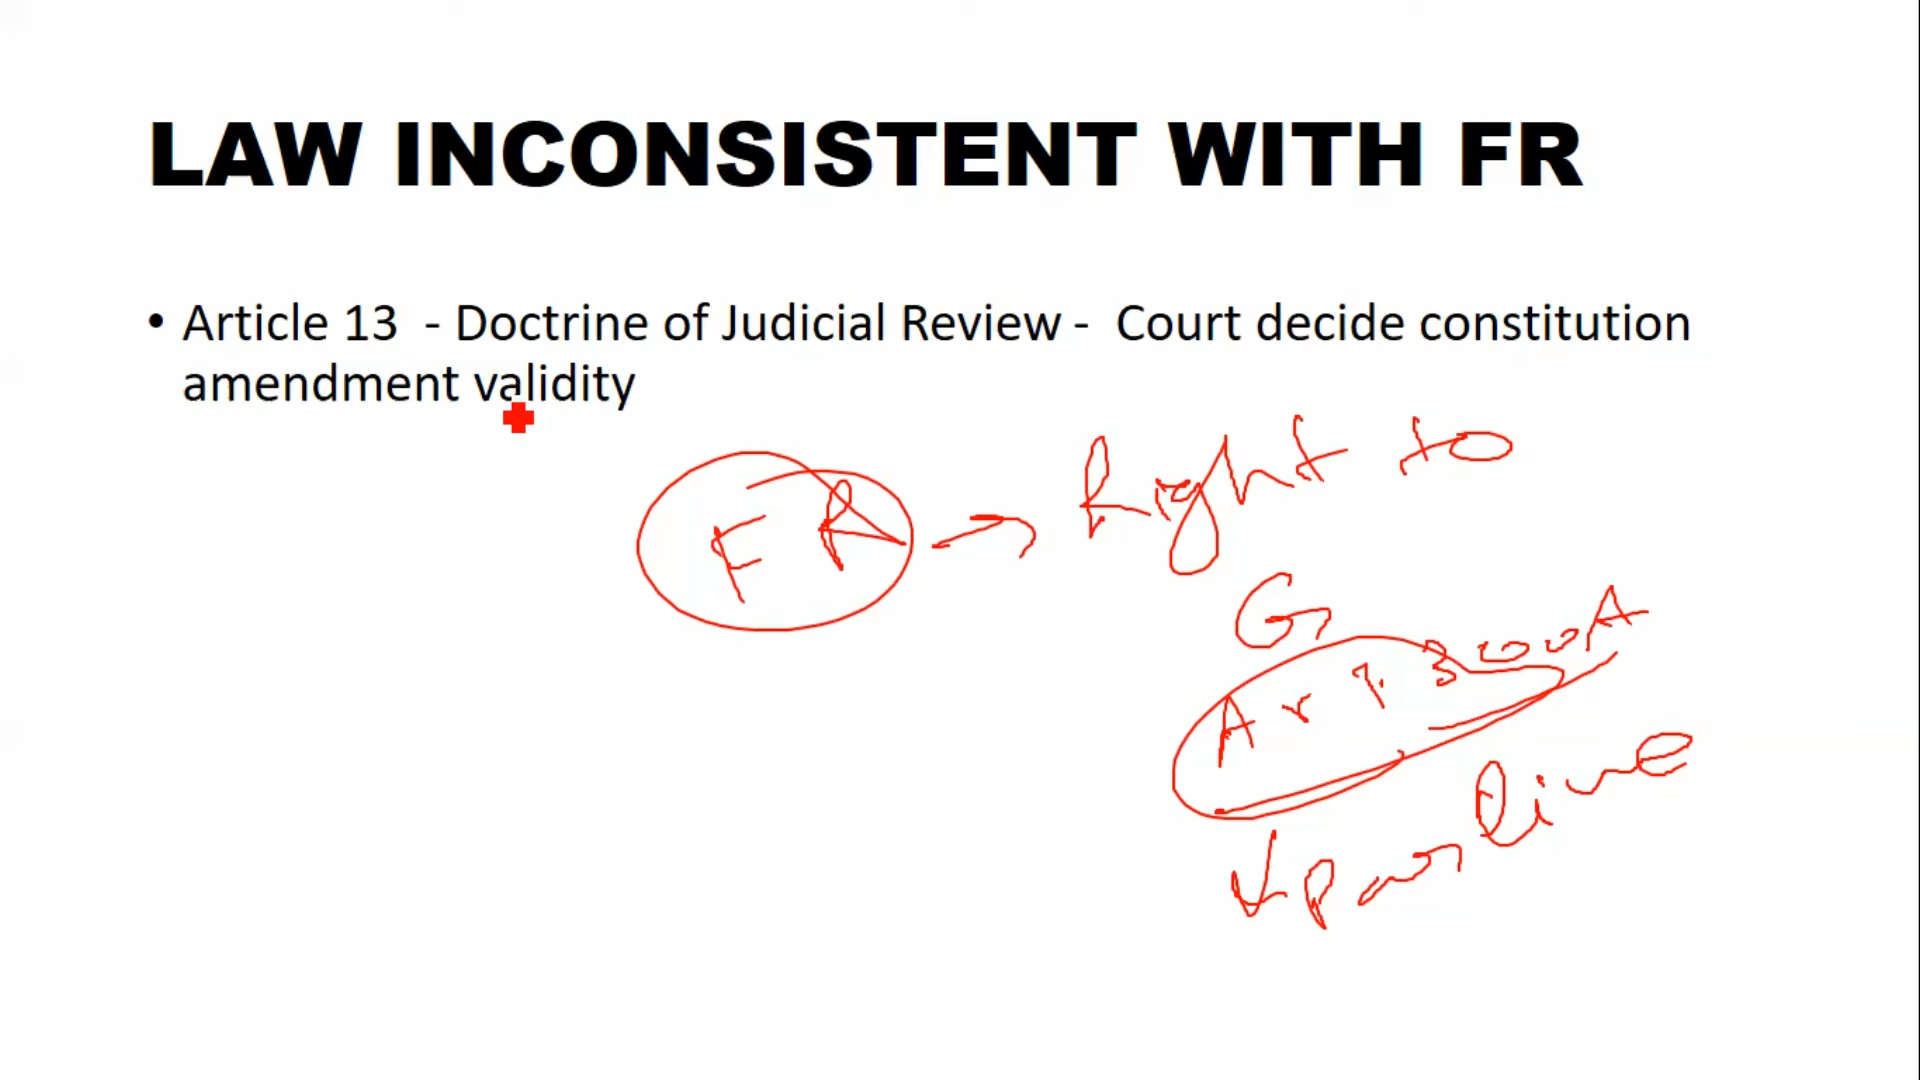 LAW INCONSISTENT WITH FR
• Article 13 - Doctrine of Judicial Review - Court decide constitution
amendment validity
FR
Right to
G
Art. 300A